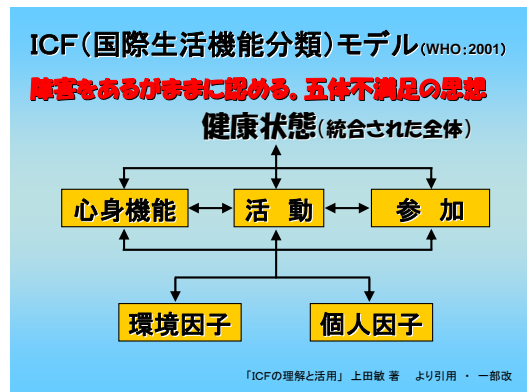 ICF(国際生活機能分類)モデル(WHO:2001)
障害をあるがままに認める、五体不満足の思想
健康状態(統合された全体)
心身機能 活 動 参 加
環境因子 個人因子
「ICFの理解と活用」 上田敏 著 より引用 ・ 一部改